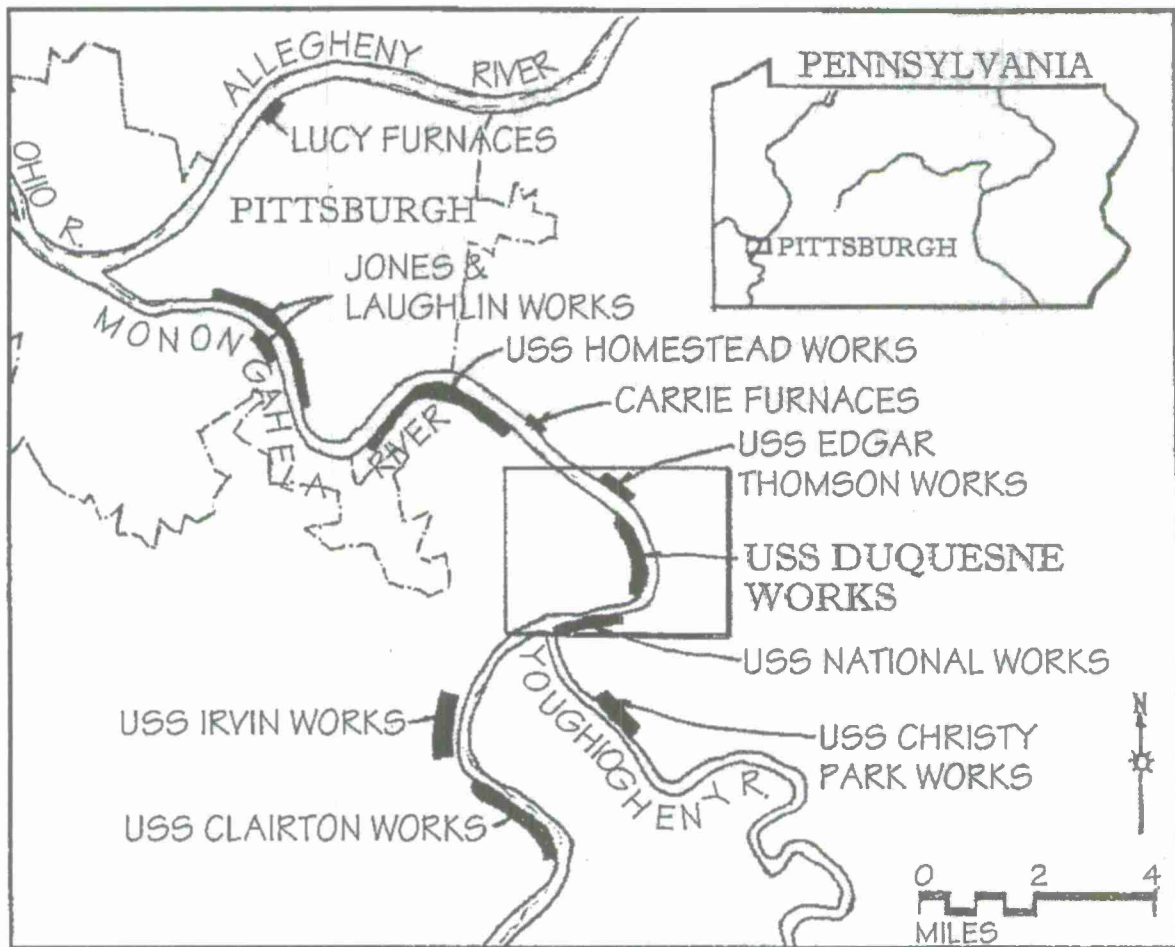 ALLEGHENY RIVER
LUCY FURNACES
OHIO R.
PITTSBURGH
JONES &
LAUGHLIN WORKS
MONONGAHELA RIVER
USS HOMESTEAD WORKS
CARRIE FURNACES
USS EDGAR
THOMSON WORKS
USS DUQUESNE
WORKS
USS NATIONAL WORKS
YOUGHIOGHENY R.
USS CHRISTY
PARK WORKS
USS IRVIN WORKS
USS CLAIRTON WORKS
PENNSYLVANIA
PITTSBURGH
N
0 2 4
MILES